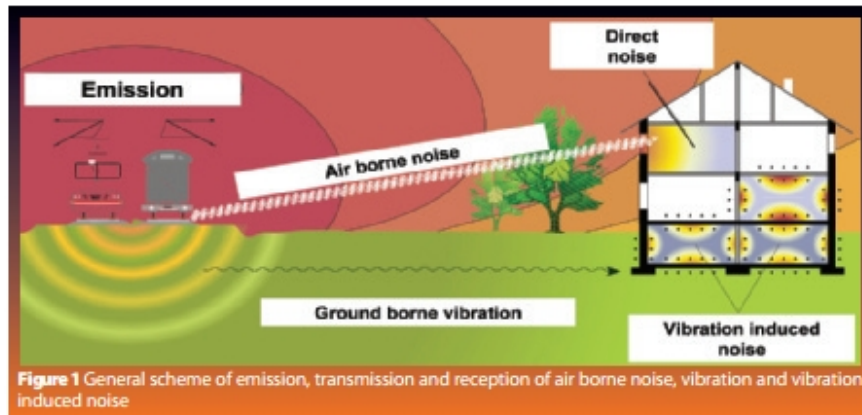 Direct
noise
Emission
Air borne noise
Ground borne vibration
Vibration induced
noise
Figure 1 General scheme of emission, transmission and reception of air borne noise, vibration and vibration
induced noise